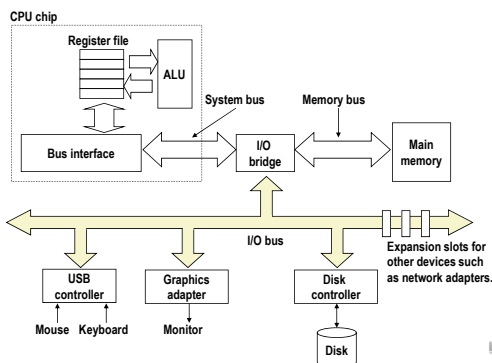 CPU chip
Register file
ALU
System bus
Memory bus
Bus interface
I/O
bridge
Main
memory
I/O bus
Expansion slots for
other devices such
as network adapters.
USB
controller
Graphics
adapter
Disk
controller
Mouse
Keyboard
Monitor
Disk